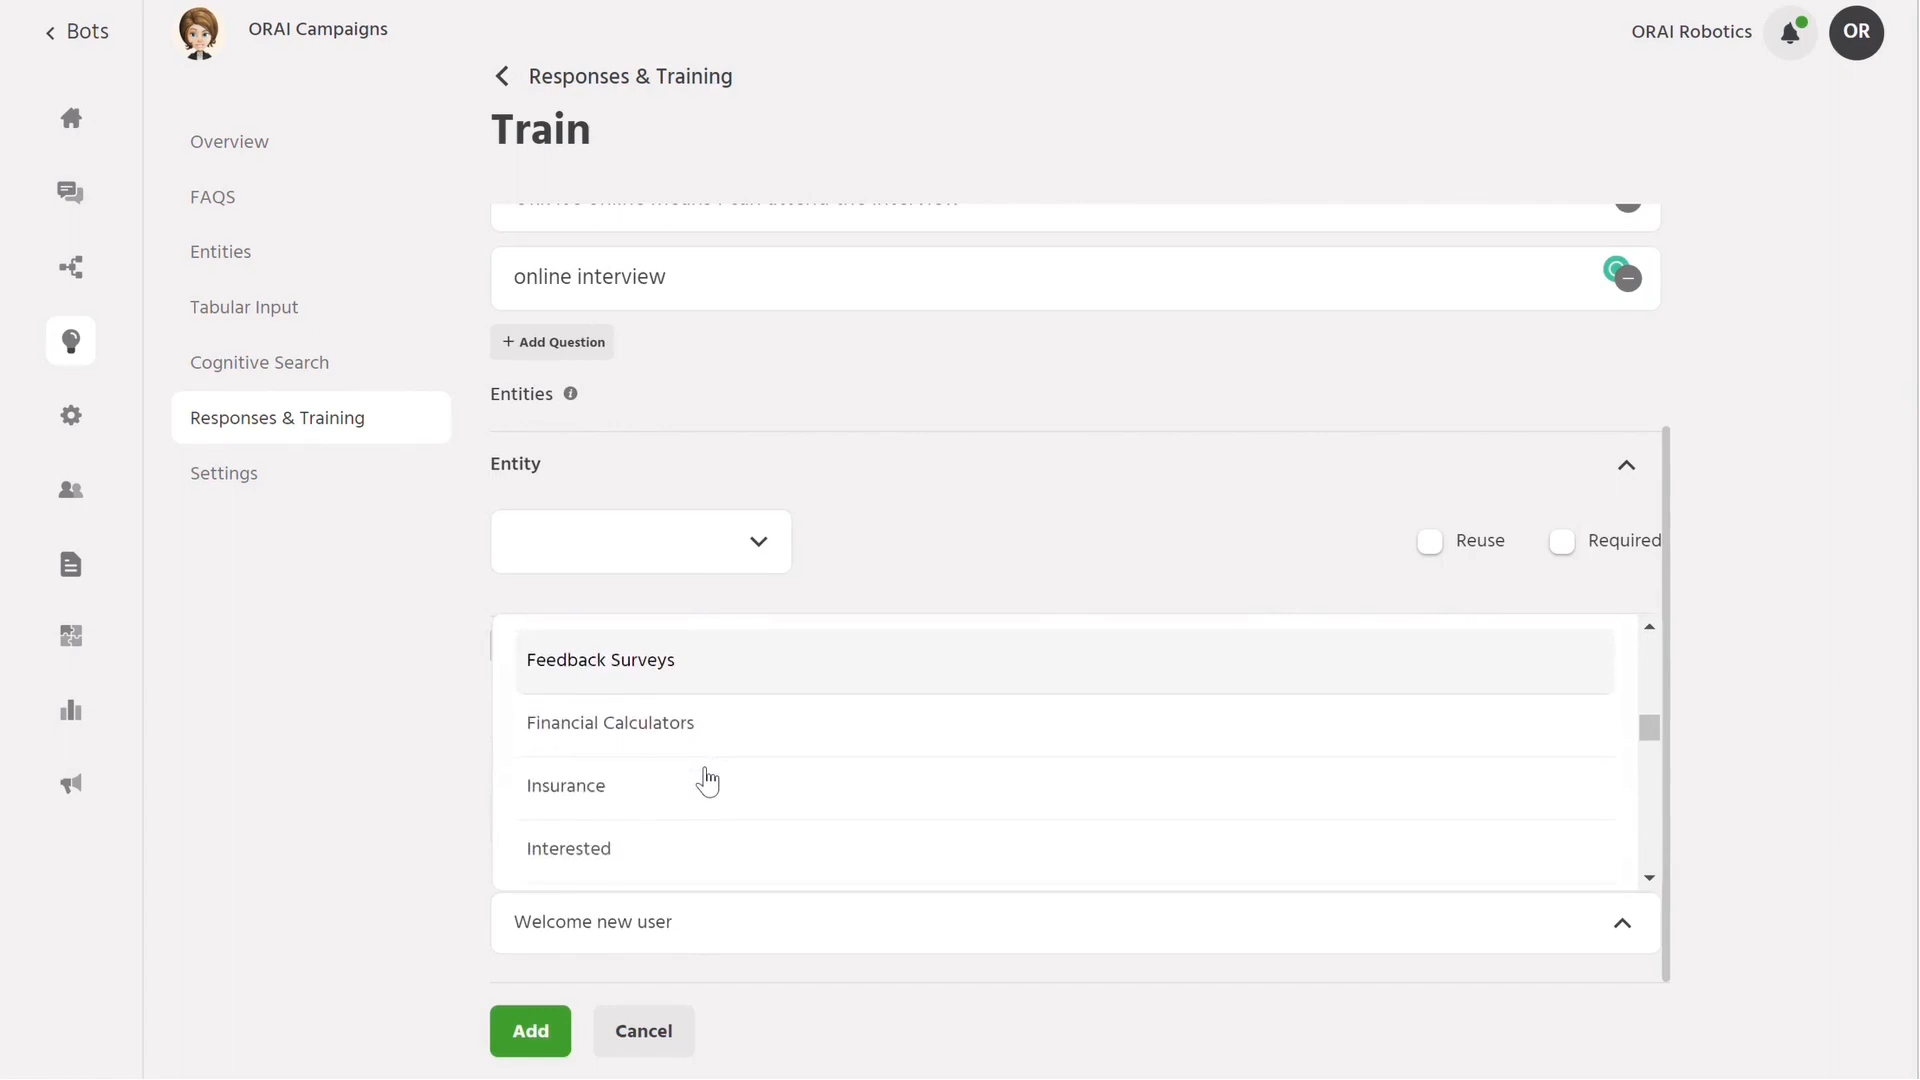 Bots
ORAI Campaigns
ORAI Robotics
OR
Overview
FAQS
Entities
Tabular Input
Cognitive Search
Responses & Training
Settings
Responses & Training
Train
online interview
+ Add Question
Entities
Entity
Reuse
Required
Feedback Surveys
Financial Calculators
Insurance
Interested
Welcome new user
Add
Cancel